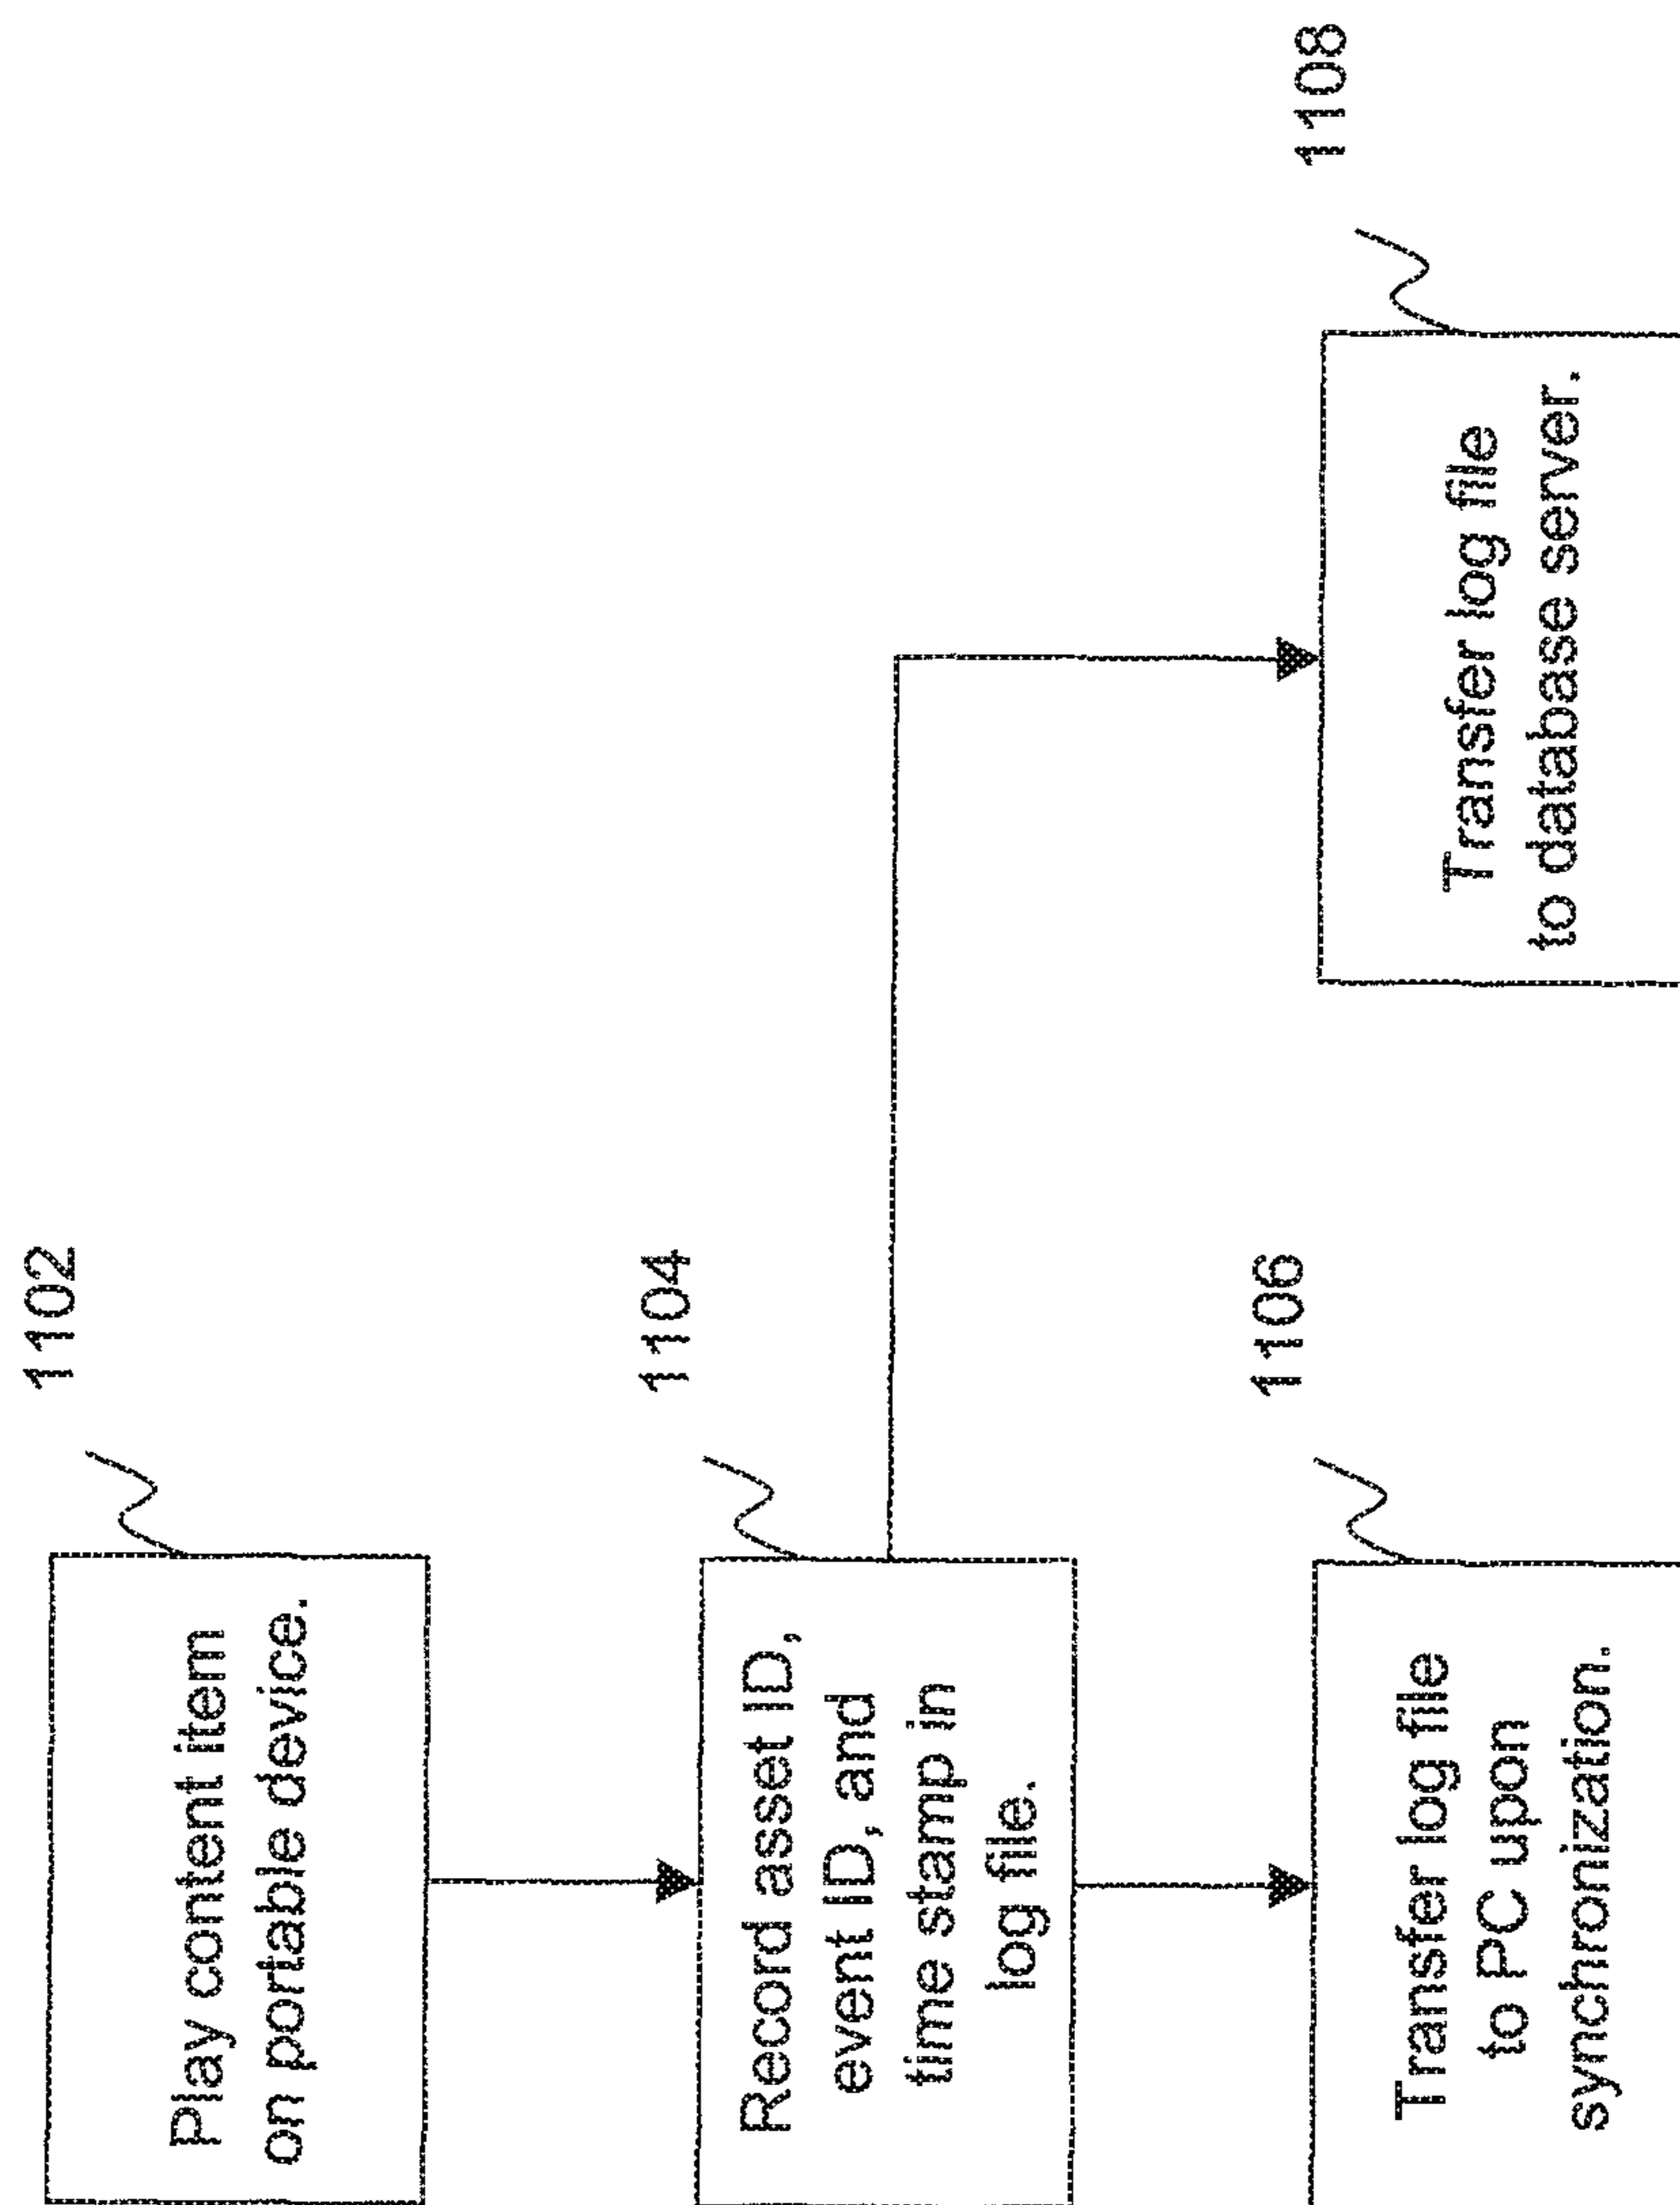 1102
Play content item
on portable device.
1104
Record asset ID,
event ID, and
time stamp in
log file.
1106
Transfer log file
to PC upon
synchronization.
1108
Transfer log file
to database server.